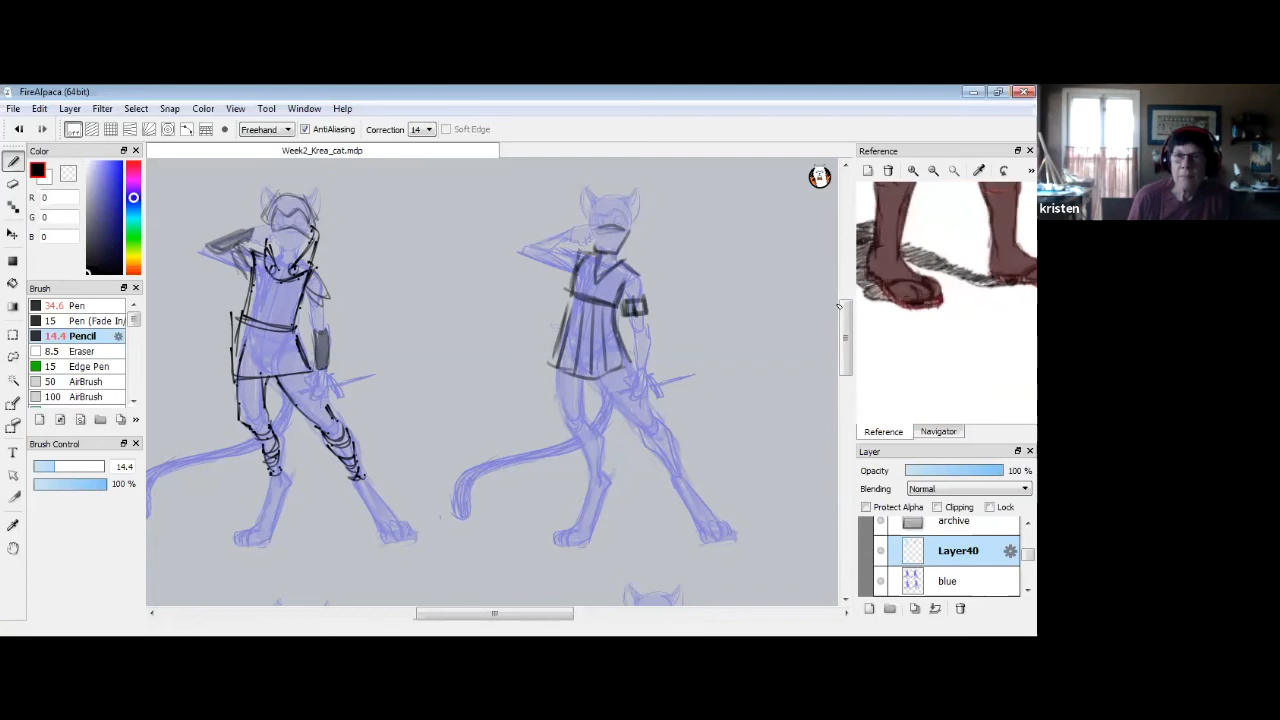 FireAlpaca (64bit)
File Edit Layer Filter Select Snap Color View Tool Window Help
Off Freehand AntiAliasing Correction 14 Soft Edge
Color
Week2_Krea_cat.mdp
Reference
R 0
G 0
B 0
kristen
Brush
34.6 Pen
15 Pen (Fade In/
14.4 Pencil
8.5 Eraser
15 Edge Pen
50 AirBrush
100 AirBrush
Reference Navigator
Brush Control
Layer
14.4
Opacity 100 %
100 %
Blending Normal
Protect Alpha Clipping Lock
archive
Layer40
blue